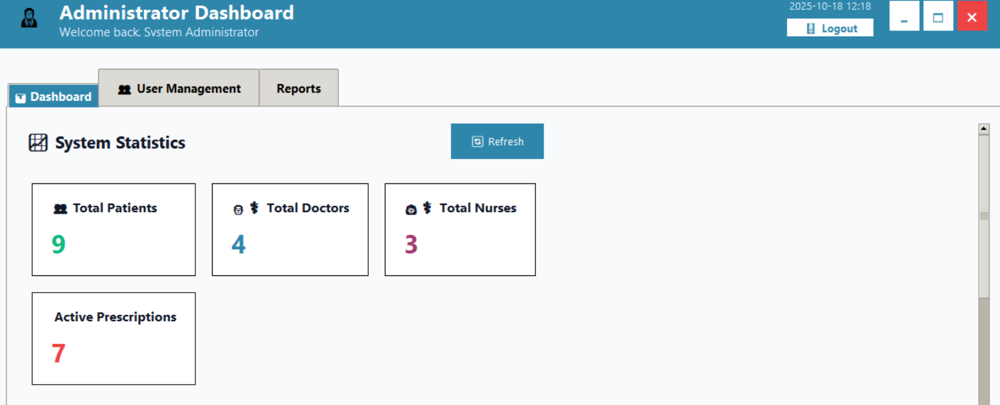 Administrator Dashboard
Welcome back, System Administrator
2025-10-18 12:18
Logout
Dashboard
User Management
Reports
System Statistics
Refresh
Total Patients
9
Total Doctors
4
Total Nurses
3
Active Prescriptions
7